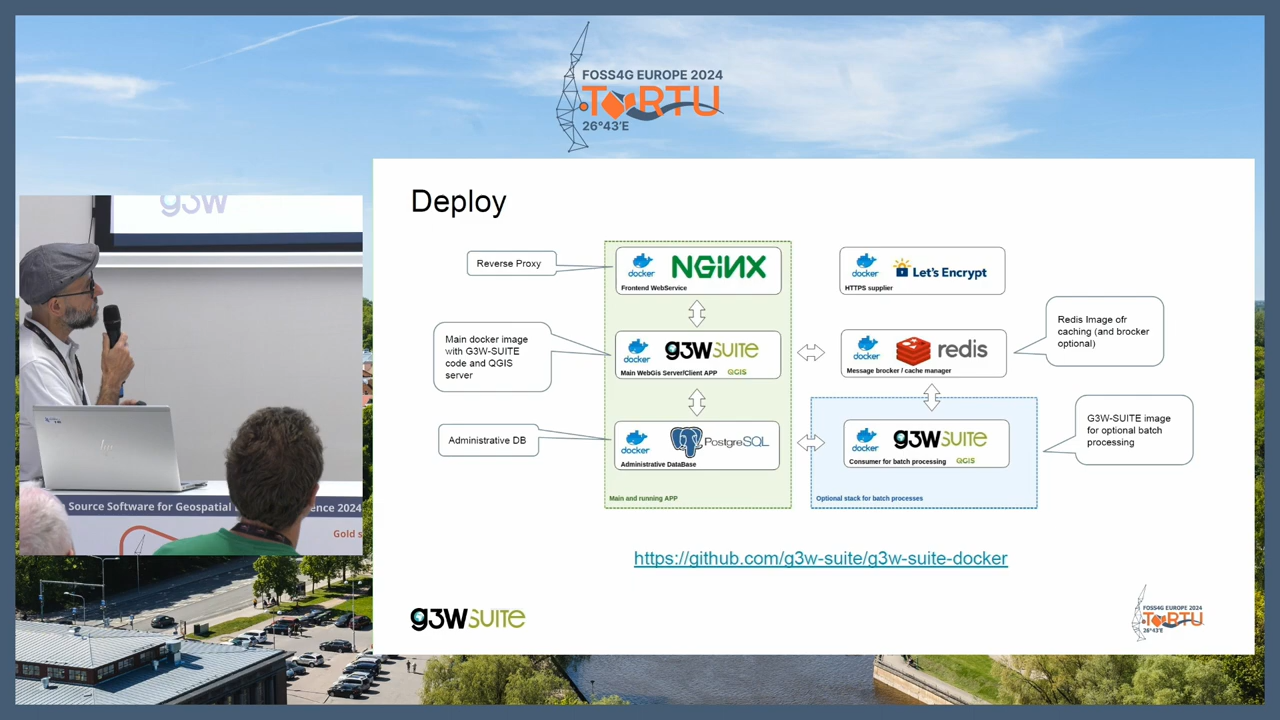 FOSS4G EUROPE 2024
TORTU
26°43'E
g3w
Source Software for Geospatial
ence 2024
Gold s
Deploy
Reverse Proxy
docker
NGINX
Frontend WebService
docker
Let's Encrypt
HTTPS supplier
Main docker image
with G3W-SUITE
code and QGIS
server
docker
g3wSUITE
Main WebGis Server/Client APP QGIS
docker
redis
Message brocker / cache manager
Redis Image ofr
caching (and brocker
optional)
Administrative DB
docker
PostgreSQL
Administrative DataBase
Main and running APP
docker
g3wSUITE
Consumer for batch processing QGIS
Optional stack for batch processes
G3W-SUITE image
for optional batch
processing
https://github.com/g3w-suite/g3w-suite-docker
g3wSUITE
FOSS4G EUROPE 2024
TORTU
26°43'E